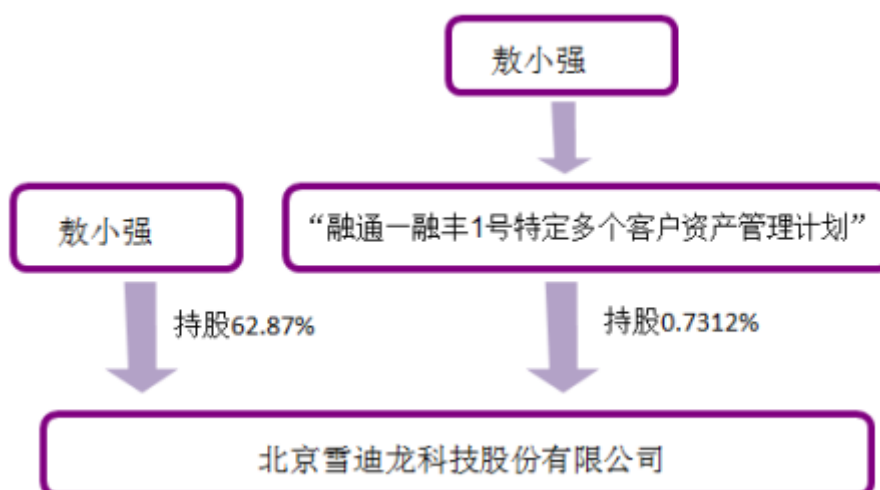 敖小强
敖小强
“融通一融丰1号特定多个客户资产管理计划”
持股62.87%
持股0.7312%
北京雪迪龙科技股份有限公司